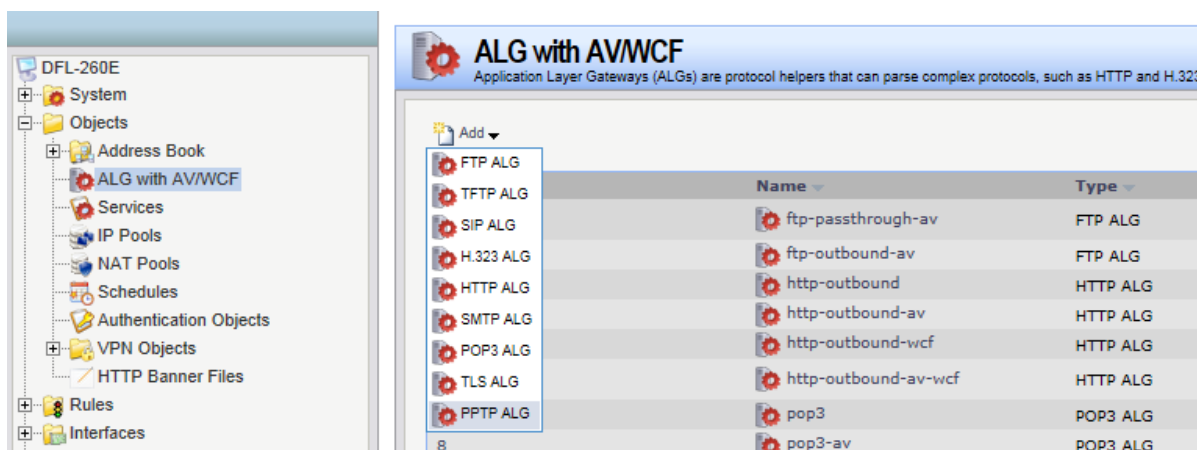 DFL-260E
System
Objects
Address Book
ALG with AV/WCF
Services
IP Pools
NAT Pools
Schedules
Authentication Objects
VPN Objects
HTTP Banner Files
Rules
Interfaces
ALG with AV/WCF
Application Layer Gateways (ALGs) are protocol helpers that can parse complex protocols, such as HTTP and H.323
Add
FTP ALG
TFTP ALG
SIP ALG
H.323 ALG
HTTP ALG
SMTP ALG
POP3 ALG
TLS ALG
PPTP ALG
Name Type
ftp-passthrough-av FTP ALG
ftp-outbound-av FTP ALG
http-outbound HTTP ALG
http-outbound-av HTTP ALG
http-outbound-wcf HTTP ALG
http-outbound-av-wcf HTTP ALG
pop3 POP3 ALG
8 pop3-av POP3 ALG